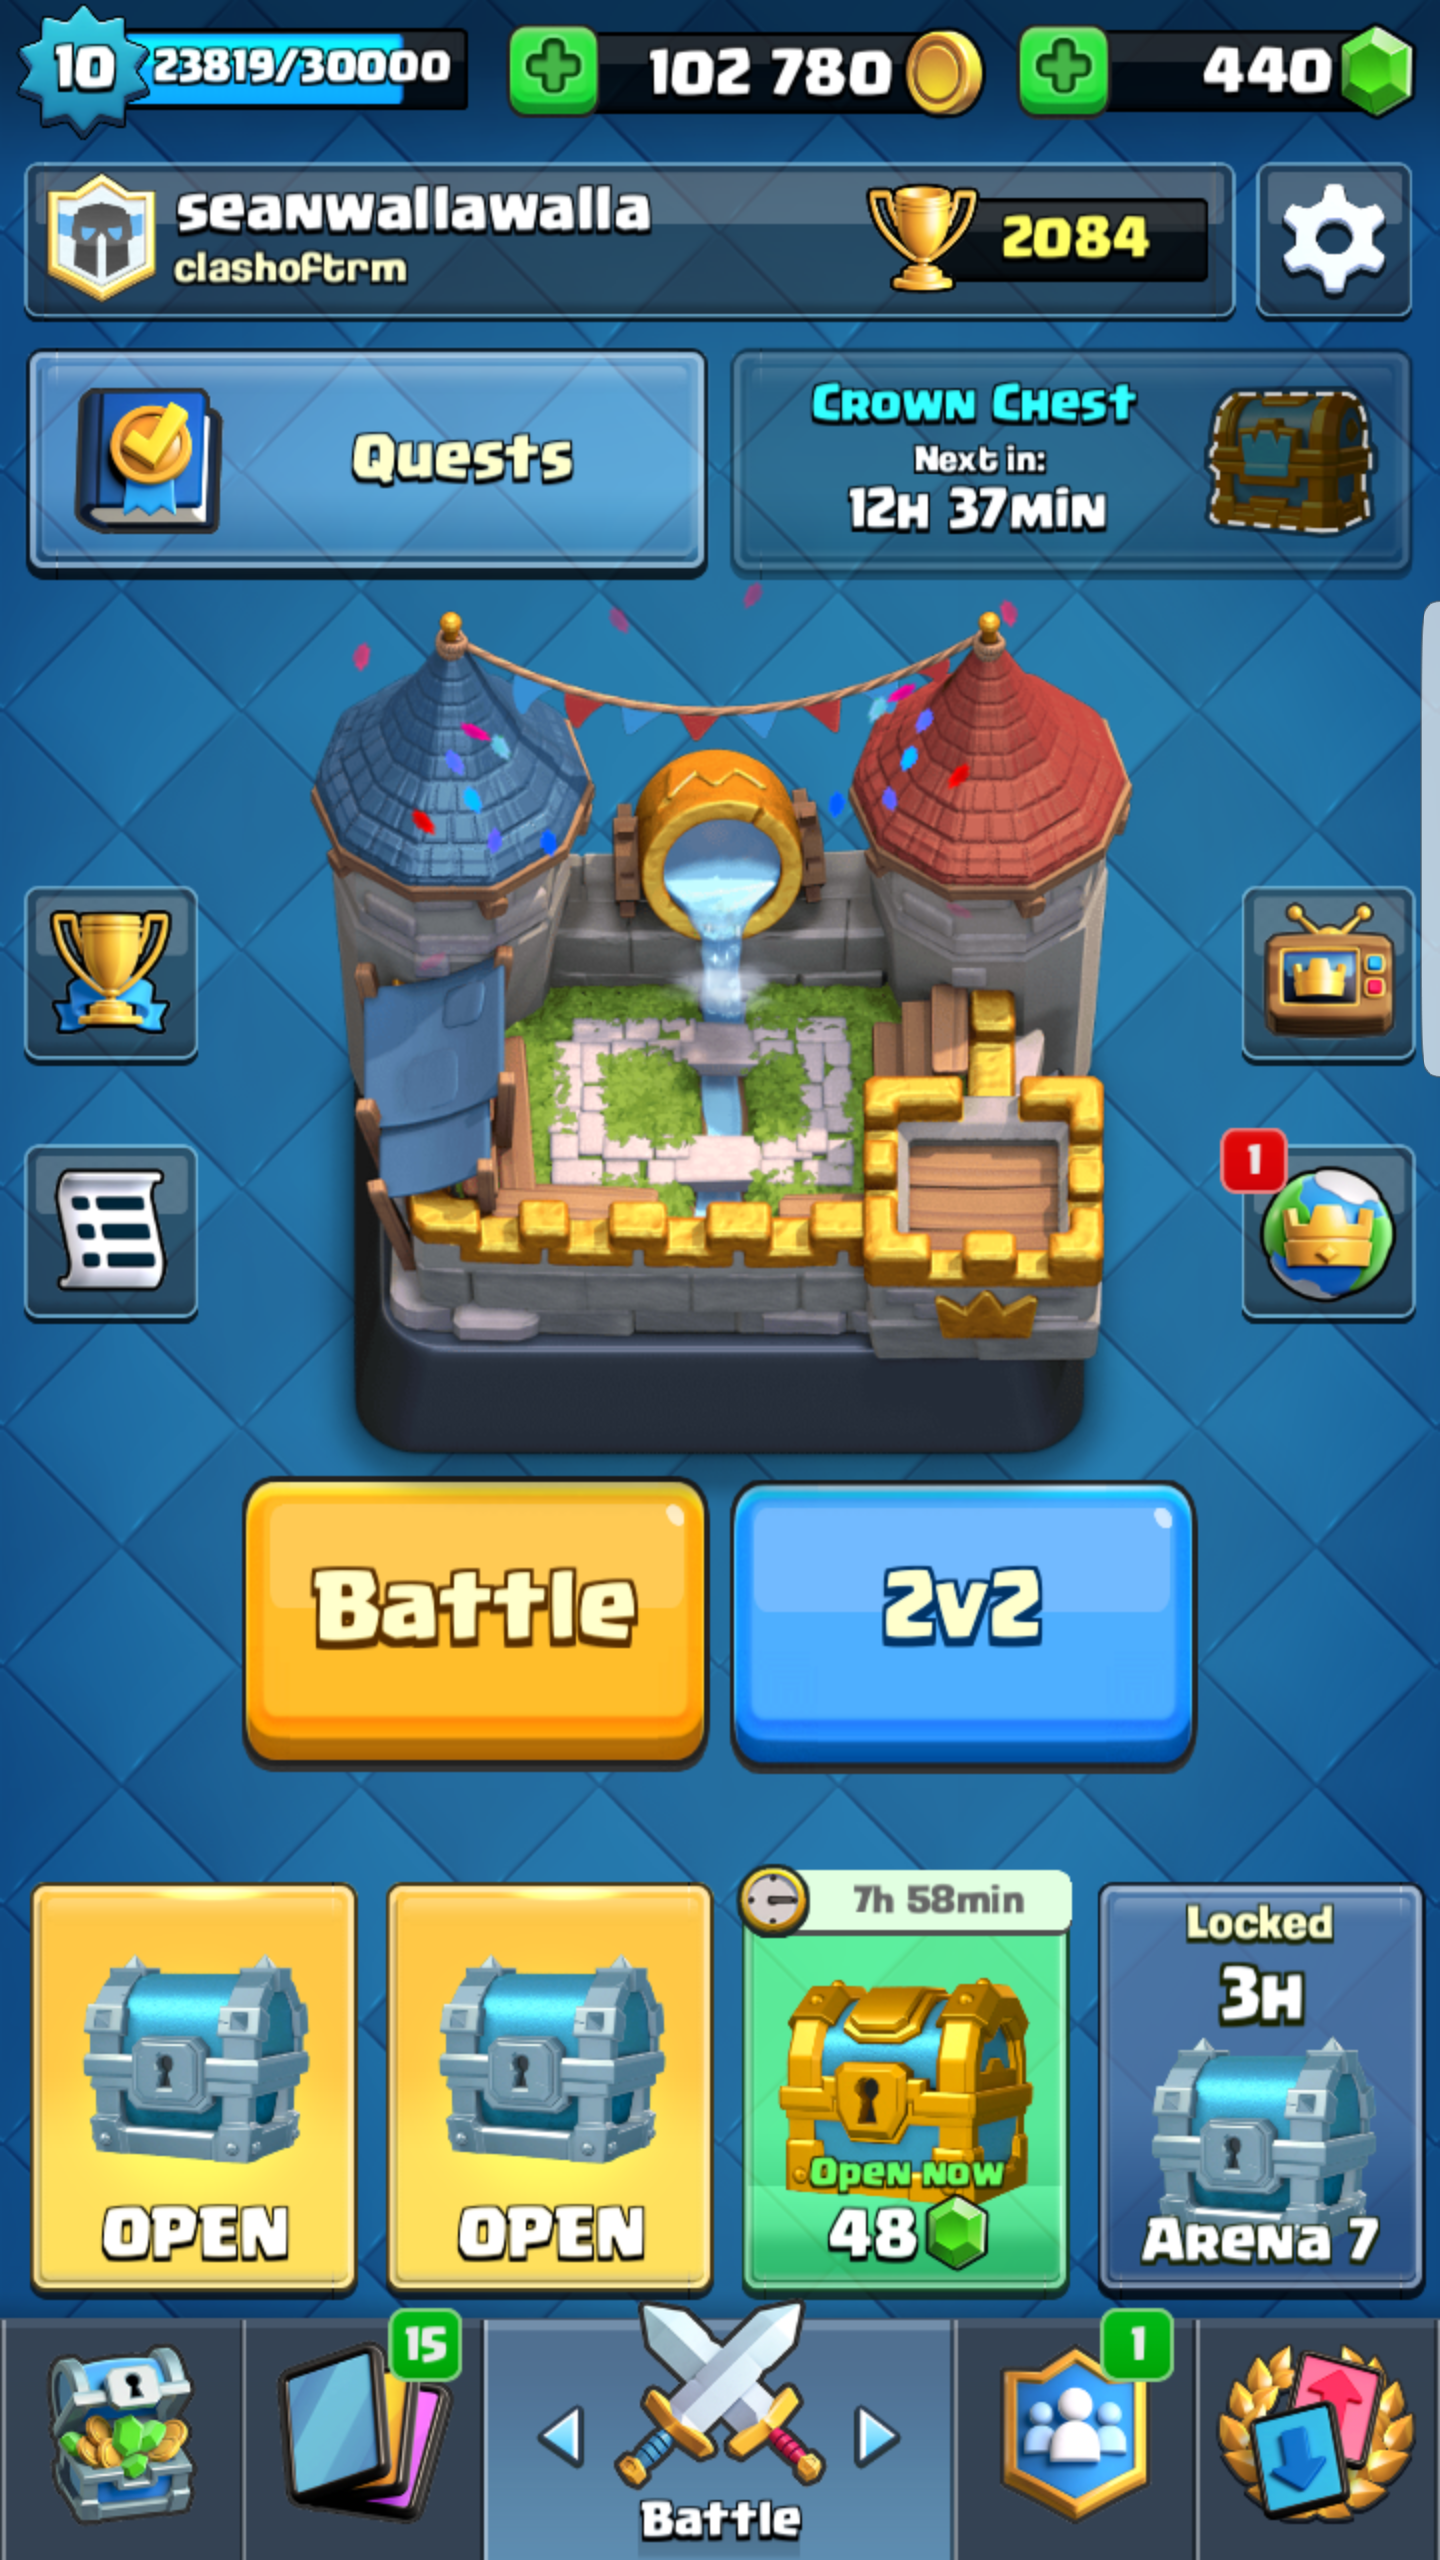 10
23819/30000
102 780
440
seanwallawalla
clashoftrm
2084
Quests
Crown Chest
Next in:
12H 37MIN
1
Battle
2v2
OPEN
OPEN
7h 58min
Open now
48
Locked
3H
Arena 7
15
Battle
1